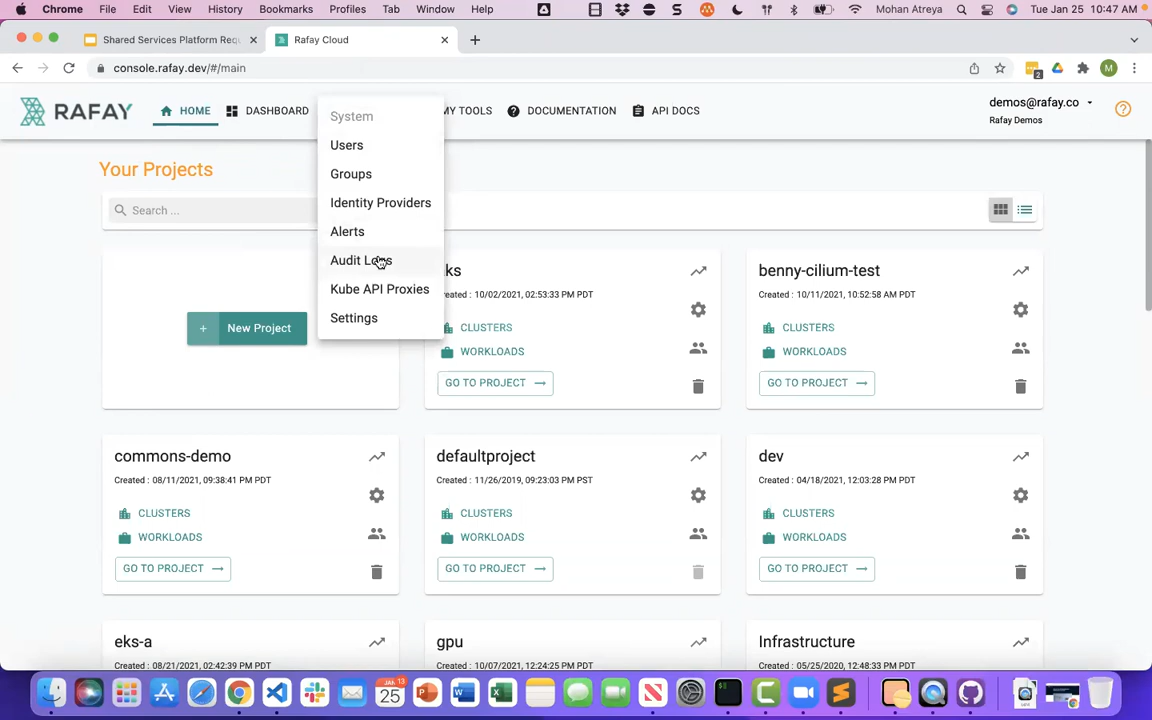 Chrome File Edit View History Bookmarks Profiles Tab Window Help Mohan Atreya Tue Jan 25 10:47 AM
Shared Services Platform Req
Rafay Cloud
console.rafay.dev/#/main
2
M
RAFAY
HOME
DASHBOARD
MY TOOLS
DOCUMENTATION
API DOCS
demos@rafay.co
Rafay Demos
System
Users
Groups
Identity Providers
Alerts
Audit Logs
Kube API Proxies
Settings
Your Projects
Search ...
+ New Project
ks
eated : 10/02/2021, 02:53:33 PM PDT
CLUSTERS
WORKLOADS
GO TO PROJECT →
benny-cilium-test
Created : 10/11/2021, 10:52:58 AM PDT
CLUSTERS
WORKLOADS
GO TO PROJECT →
commons-demo
Created : 08/11/2021, 09:38:41 PM PDT
CLUSTERS
WORKLOADS
GO TO PROJECT →
defaultproject
Created : 11/26/2019, 09:23:03 PM PST
CLUSTERS
WORKLOADS
GO TO PROJECT →
dev
Created : 04/18/2021, 12:03:28 PM PDT
CLUSTERS
WORKLOADS
GO TO PROJECT →
eks-a
Created : 08/21/2021, 02:42:39 PM PDT
gpu
Created : 10/07/2021, 12:24:25 PM PDT
Infrastructure
Created : 05/25/2020, 12:48:33 PM PDT
JAN 13
25